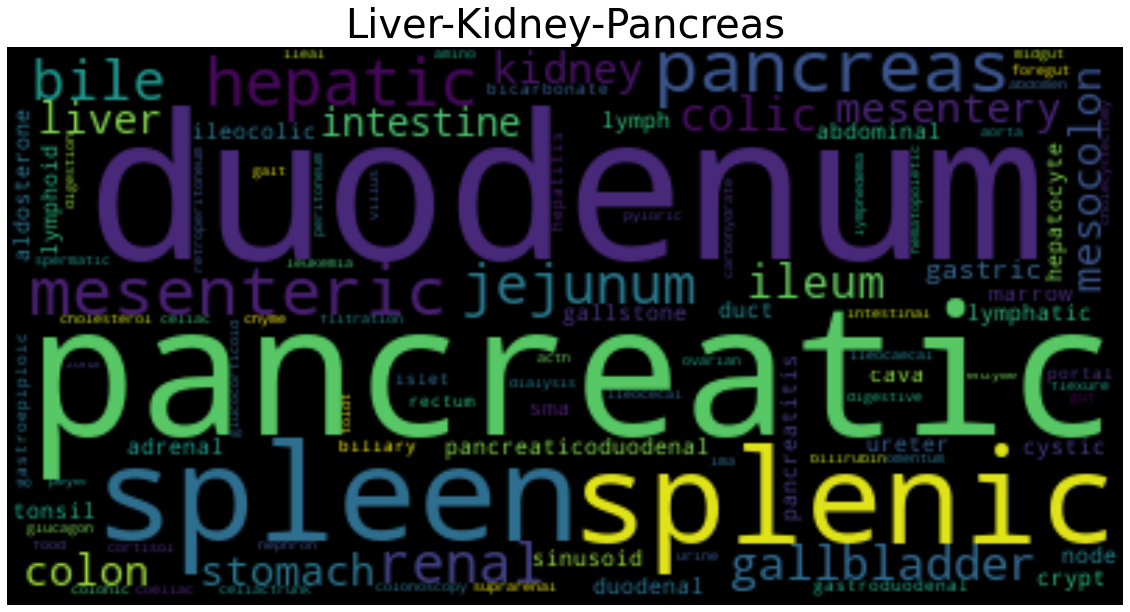 Liver-Kidney-Pancreas
ileal amino midgut
bile hepatic kidney pancreas foregut
bicarbonate abdomen
liver ileocolic intestine lymph colic mesentery abdominal aorta
mesocolon
cholecystectomy
aldosterone
lymphoid
digestion
duodenum
retroperitoneum
gait
peritoneum
villus
hepatitis
pyloric
carbohydrate
lymphedema
hematopoietic
hepatocyte
spermatic leukemia
mesenteric jejunum ileum gastric marrow
cholesterol celiac chyme filtration gallstone duct intestinal lymphatic
pancreatic
gastroepiploic
glucocorticoid
toldt
islet
rectum
actn
dialysis
sma
ileocecal
ovarian
pancreatitis
ileocaecal
cava
digestive
portal
flexure
gut
adrenal biliary pancreaticoduodenal ureter cystic
spleen splenic
ima bilirubin omentum
peyer
tonsil
glucagon
food cortisol nephron
colon stomach renal sinusoid urine gallbladder node
crypt
colonic coeliac celiactrunk colonoscopy suprarenal duodenal gastroduodenal